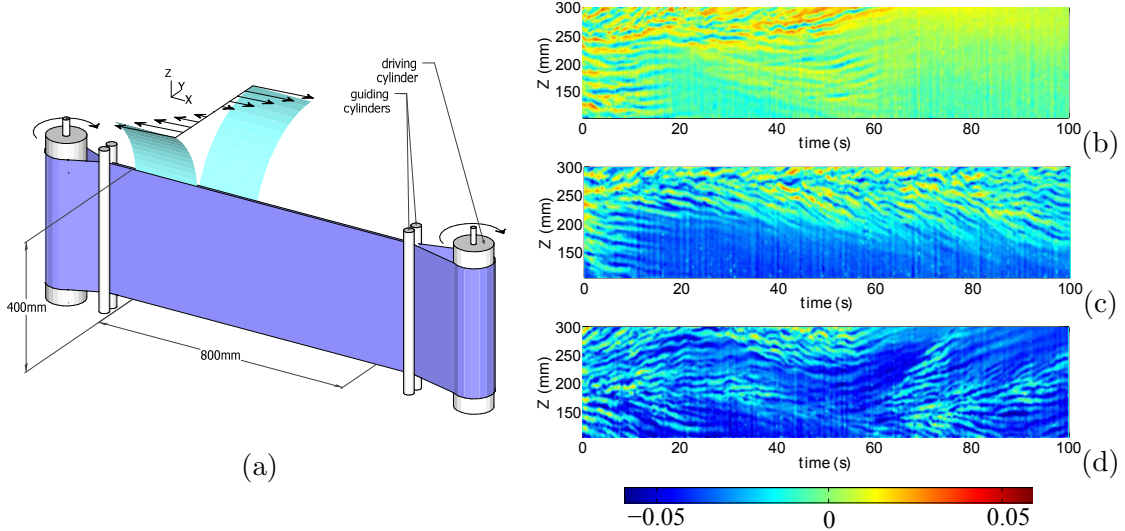 Z
Y
X
driving
cylinder
guiding
cylinders
400mm
800mm
(a)
Z (mm)
300
250
200
150
0 20 40 60 80 100
time (s)
(b)
Z (mm)
300
250
200
150
0 20 40 60 80 100
time (s)
(c)
Z (mm)
300
250
200
150
0 20 40 60 80 100
time (s)
(d)
−0.05 0 0.05